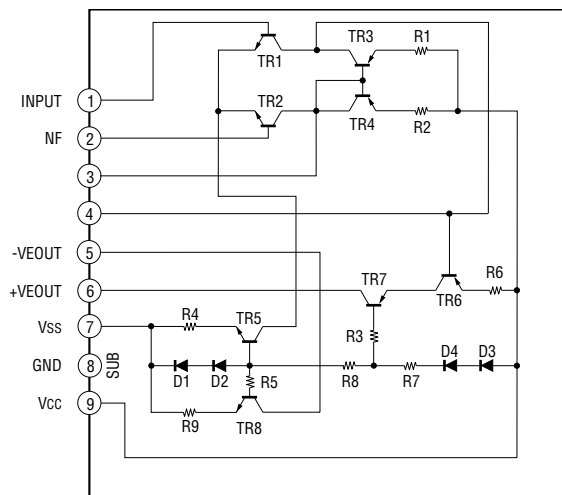 TR3
R1
TR1
INPUT
1
TR2
TR4
R2
NF
2
3
4
-VEOUT
5
TR7
R6
+VEOUT
6
TR6
R4
TR5
VSS
7
R3
D4
D3
GND
8
SUB
D1
D2
R5
R8
R7
VCC
9
R9
TR8